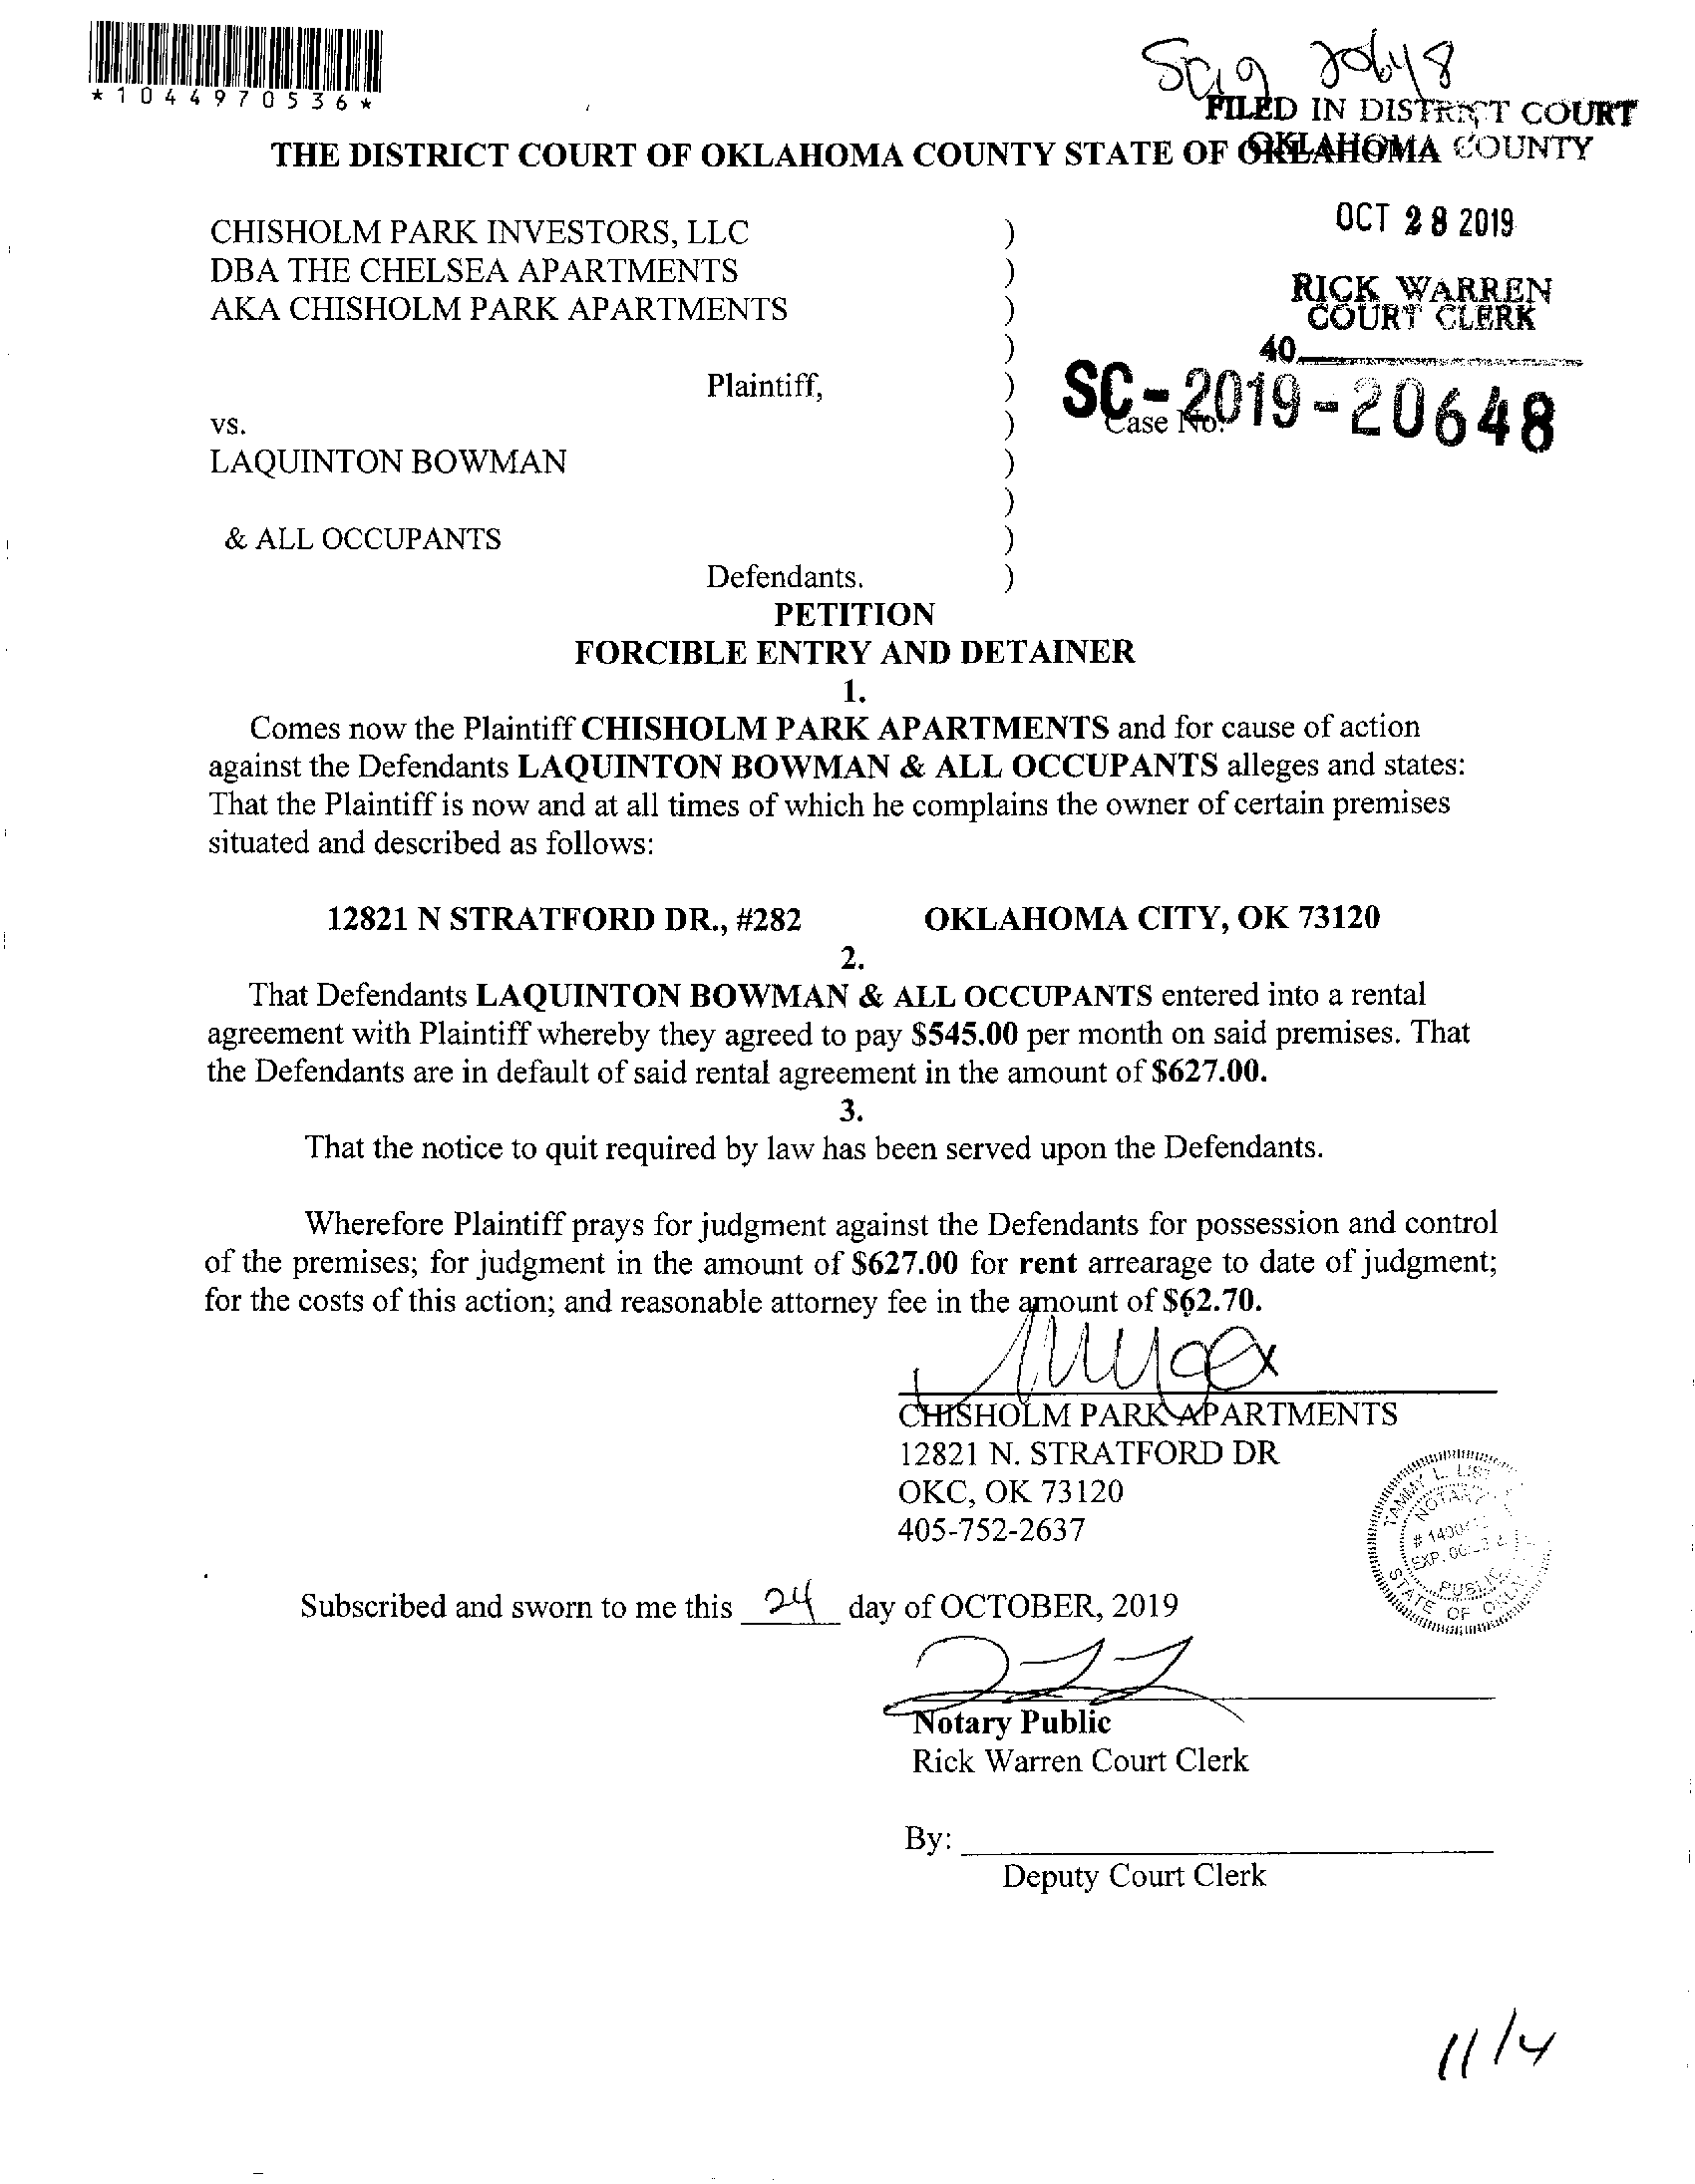 *1044970536*
SC19 20648
FILED IN DISTRICT COURT
OKLAHOMA COUNTY
THE DISTRICT COURT OF OKLAHOMA COUNTY STATE OF OKLAHOMA
OCT 28 2019
RICK WARREN
COURT CLERK
40
CHISHOLM PARK INVESTORS, LLC )
DBA THE CHELSEA APARTMENTS )
AKA CHISHOLM PARK APARTMENTS )
)
Plaintiff, )
vs. ) Case No. SC-2019-20648
LAQUINTON BOWMAN )
)
& ALL OCCUPANTS )
Defendants. )
PETITION
FORCIBLE ENTRY AND DETAINER
1.
Comes now the Plaintiff CHISHOLM PARK APARTMENTS and for cause of action
against the Defendants LAQUINTON BOWMAN & ALL OCCUPANTS alleges and states:
That the Plaintiff is now and at all times of which he complains the owner of certain premises
situated and described as follows:
12821 N STRATFORD DR., #282 OKLAHOMA CITY, OK 73120
2.
That Defendants LAQUINTON BOWMAN & ALL OCCUPANTS entered into a rental
agreement with Plaintiff whereby they agreed to pay $545.00 per month on said premises. That
the Defendants are in default of said rental agreement in the amount of $627.00.
3.
That the notice to quit required by law has been served upon the Defendants.
Wherefore Plaintiff prays for judgment against the Defendants for possession and control
of the premises; for judgment in the amount of $627.00 for rent arrearage to date of judgment;
for the costs of this action; and reasonable attorney fee in the amount of $62.70.
CHISHOLM PARK APARTMENTS
12821 N. STRATFORD DR
OKC, OK 73120
405-752-2637
TAMMY L.
NOTARY
EXP.
PUBLIC
STATE OF
Subscribed and sworn to me this 24 day of OCTOBER, 2019
Notary Public
Rick Warren Court Clerk
By:
Deputy Court Clerk
11/4